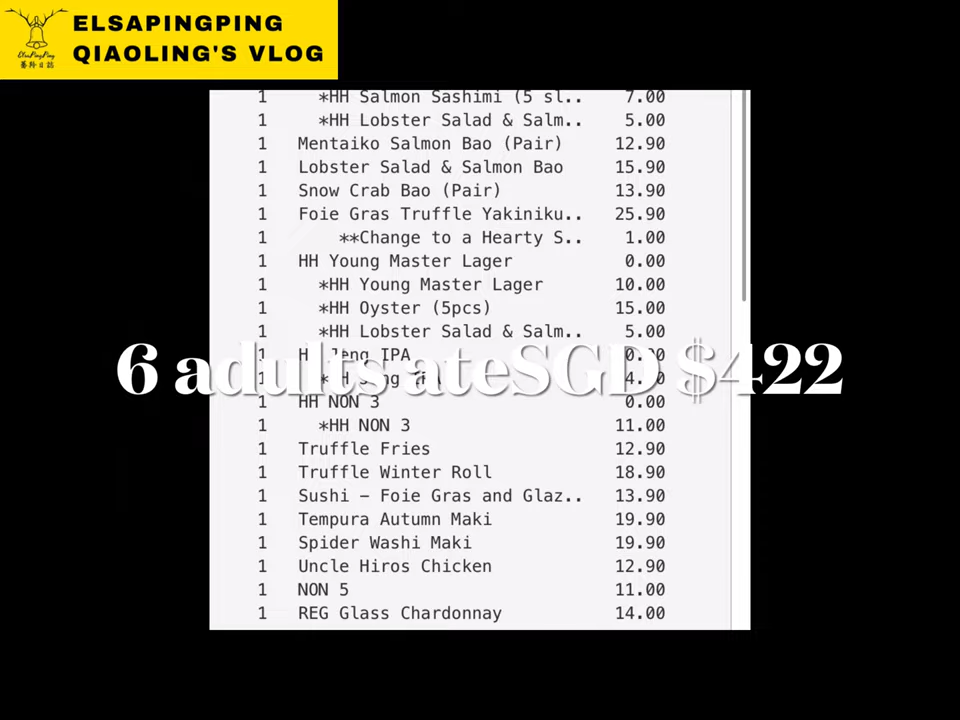 ELSAPINGPING
QIAOLING'S VLOG
ElsaPingPing
1 *HH Salmon Sashimi (5 sl.. 7.00
1 *HH Lobster Salad & Salm.. 5.00
1 Mentaiko Salmon Bao (Pair) 12.90
1 Lobster Salad & Salmon Bao 15.90
1 Snow Crab Bao (Pair) 13.90
1 Foie Gras Truffle Yakiniku.. 25.90
1 **Change to a Hearty S.. 1.00
1 HH Young Master Lager 0.00
1 *HH Young Master Lager 10.00
1 *HH Oyster (5pcs) 15.00
1 *HH Lobster Salad & Salm.. 5.00
IPA
6 adults ateSGD $422
1 HH NON 3 0.00
1 *HH NON 3 11.00
1 Truffle Fries 12.90
1 Truffle Winter Roll 18.90
1 Sushi – Foie Gras and Glaz.. 13.90
1 Tempura Autumn Maki 19.90
1 Spider Washi Maki 19.90
1 Uncle Hiros Chicken 12.90
1 NON 5 11.00
1 REG Glass Chardonnay 14.00